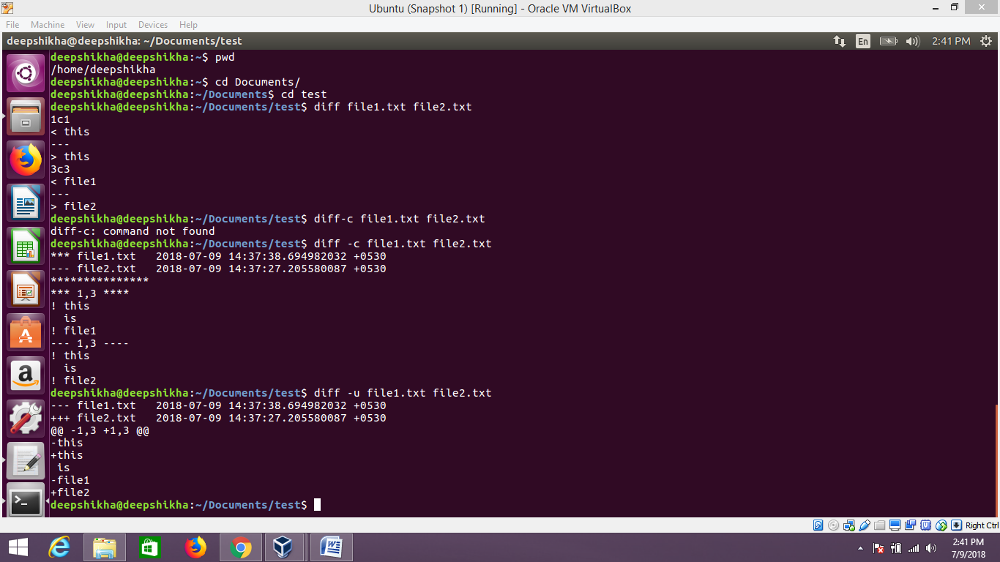 Ubuntu (Snapshot 1) [Running] - Oracle VM VirtualBox
File Machine View Input Devices Help
deepshikha@deepshikha: ~/Documents/test En 2:41 PM
deepshikha@deepshikha:~$ pwd
/home/deepshikha
deepshikha@deepshikha:~$ cd Documents/
deepshikha@deepshikha:~/Documents$ cd test
deepshikha@deepshikha:~/Documents/test$ diff file1.txt file2.txt
1c1
< this
---
> this
3c3
< file1
---
> file2
deepshikha@deepshikha:~/Documents/test$ diff-c file1.txt file2.txt
diff-c: command not found
deepshikha@deepshikha:~/Documents/test$ diff -c file1.txt file2.txt
*** file1.txt   2018-07-09 14:37:38.694982032 +0530
--- file2.txt   2018-07-09 14:37:27.205580087 +0530
***************
*** 1,3 ****
! this
  is
! file1
--- 1,3 ----
! this
  is
! file2
deepshikha@deepshikha:~/Documents/test$ diff -u file1.txt file2.txt
--- file1.txt   2018-07-09 14:37:38.694982032 +0530
+++ file2.txt   2018-07-09 14:37:27.205580087 +0530
@@ -1,3 +1,3 @@
-this
+this
 is
-file1
+file2
deepshikha@deepshikha:~/Documents/test$
Right Ctrl
2:41 PM
7/9/2018